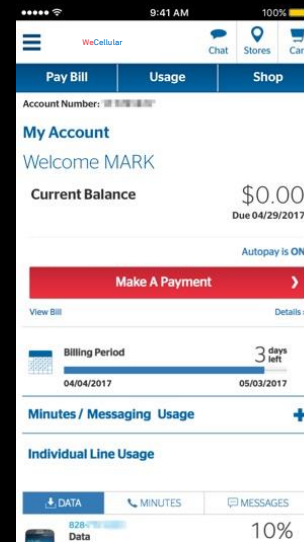 9:41 AM 100%
WeCellular
Chat Stores Car
Pay Bill Usage Shop
Account Number:
My Account
Welcome MARK
Current Balance $0.00
Due 04/29/2017
Autopay is ON
Make A Payment
View Bill Details
Billing Period 3 days left
04/04/2017 05/03/2017
Minutes / Messaging Usage
Individual Line Usage
DATA MINUTES MESSAGES
828-
Data 10%